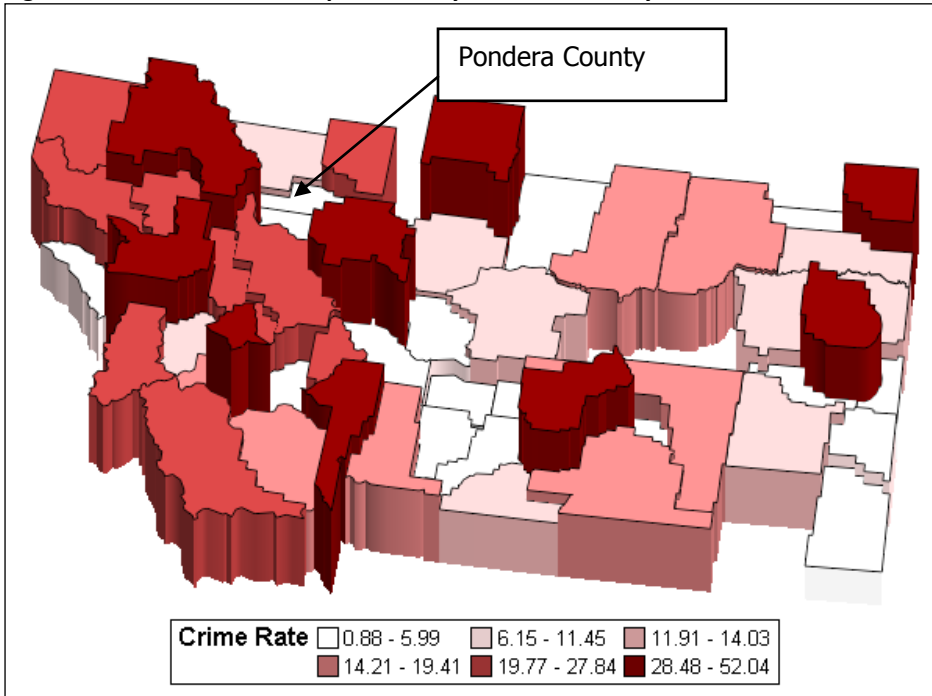 Pondera County
Crime Rate
0.88 - 5.99
6.15 - 11.45
11.91 - 14.03
14.21 - 19.41
19.77 - 27.84
28.48 - 52.04